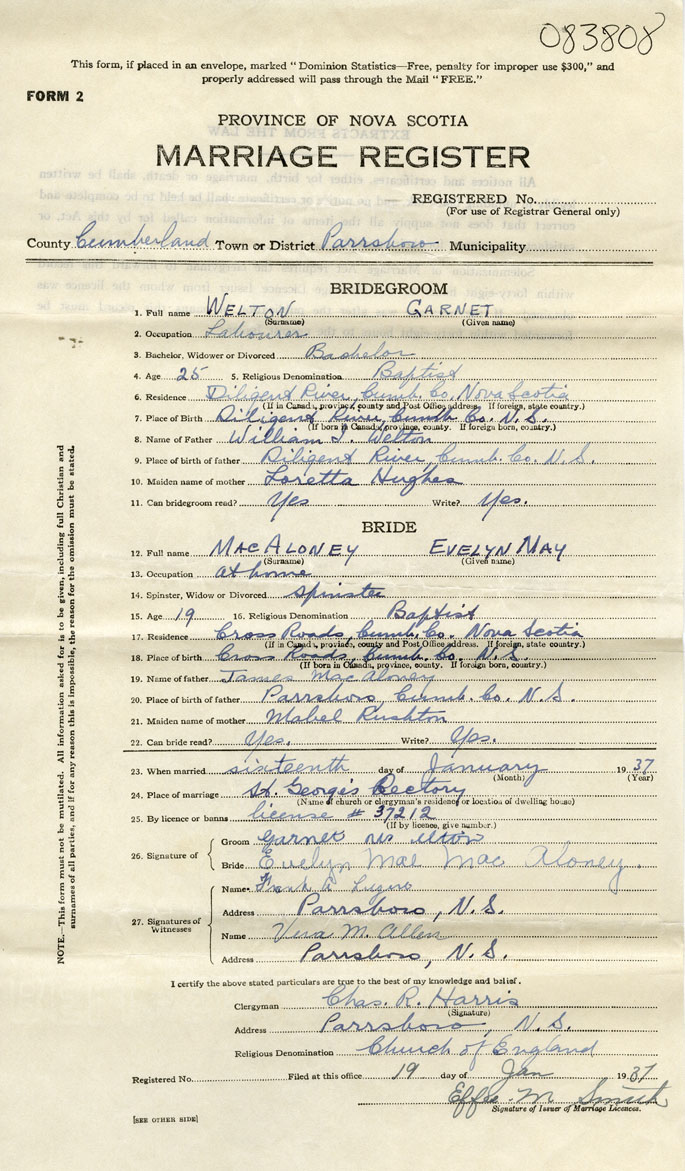 083808
This form, if placed in an envelope, marked "Dominion Statistics—Free, penalty for improper use $300," and
properly addressed will pass through the Mail "FREE."
FORM 2
PROVINCE OF NOVA SCOTIA
MARRIAGE REGISTER
REGISTERED No.
(For use of Registrar General only)
County Cumberland Town or District Parrsboro Municipality
BRIDEGROOM
1. Full name WELTON GARNET
(Surname) (Given name)
2. Occupation Labourer
3. Bachelor, Widower or Divorced Bachelor
4. Age 25 5. Religious Denomination Baptist
6. Residence Diligent River, Cumb. Co. Nova Scotia
(If in Canada, province, county and Post Office address. If foreign, state country.)
7. Place of Birth Diligent River, Cumb. Co. N. S.
(If born in Canada, province, county. If foreign born, country.)
8. Name of Father William J. Welton
9. Place of birth of father Diligent River, Cumb. Co. N. S.
10. Maiden name of mother Loretta Hughes
11. Can bridegroom read? Yes Write? Yes.
BRIDE
12. Full name MACALONEY EVELYN MAY
(Surname) (Given name)
13. Occupation at home
14. Spinster, Widow or Divorced Spinster
15. Age 19 16. Religious Denomination Baptist
17. Residence Cross Roads, Cumb. Co. Nova Scotia
(If in Canada, province, county and Post Office address. If foreign, state country.)
18. Place of birth Cross Roads, Cumb. Co. N. S.
(If born in Canada, province, county. If foreign born, country.)
19. Name of father James MacAloney
20. Place of birth of father Parrsboro, Cumb. Co. N. S.
21. Maiden name of mother Mabel Rushton
22. Can bride read? Yes. Write? Yes.
23. When married sixteenth day of January 1937
(Month) (Year)
24. Place of marriage St. George's Rectory
(Name of church or clergyman's residence or location of dwelling house)
25. By licence or banns license # 37212
(If by licence, give number.)
26. Signature of
Groom Garnet Welton
Bride Evelyn Mae Mac Aloney.
27. Signatures of Witnesses
Name Frank A.
Address Parrsboro, N.S.
Name Vera M. Allen
Address Parrsboro, N.S.
I certify the above stated particulars are true to the best of my knowledge and belief.
Clergyman Chas. R. Harris
(Signature)
Address Parrsboro, N.S.
Religious Denomination Church of England
Registered No. Filed at this office 19 day of Jan 1937
Effie M Smith
Signature of Issuer of Marriage Licences.
[SEE OTHER SIDE]
NOTE.—This form must not be mutilated. All information asked for is to be given, including full Christian and
surnames of all parties, and if for any reason this is impossible, the reason for the omission must be stated.